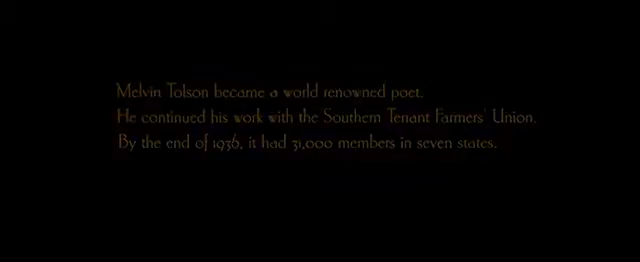 Melvin Tolson became a world renowned poet.
He continued his work with the Southern Tenant Farmers' Union.
By the end of 1936, it had 31,000 members in seven states.